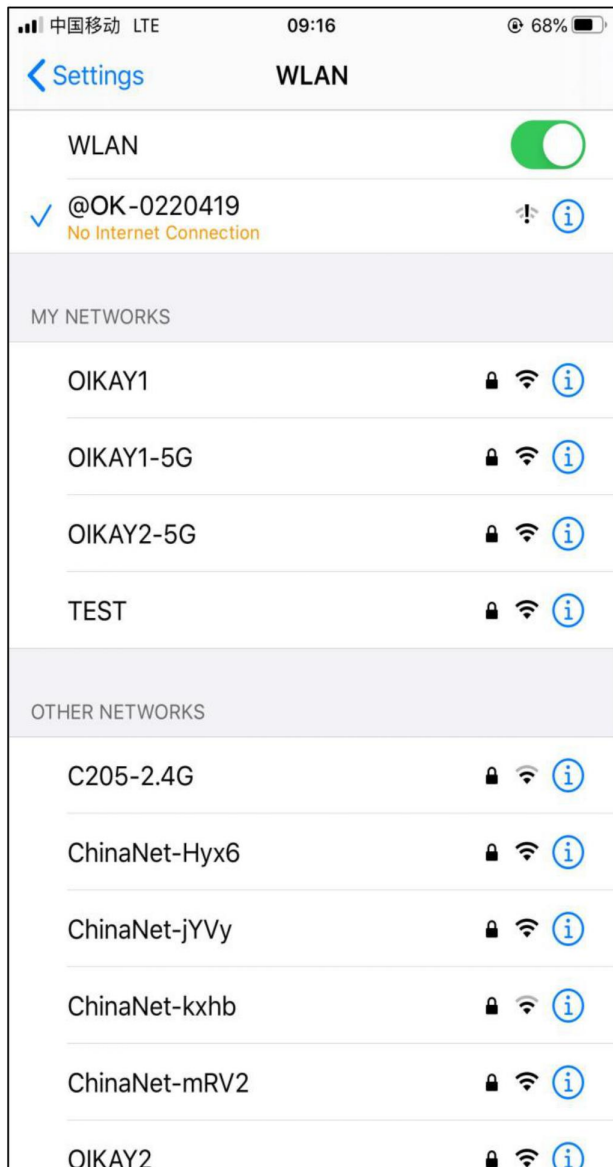 中国移动 LTE 09:16 68%
Settings WLAN
WLAN
@OK-0220419
No Internet Connection
MY NETWORKS
OIKAY1
OIKAY1-5G
OIKAY2-5G
TEST
OTHER NETWORKS
C205-2.4G
ChinaNet-Hyx6
ChinaNet-jYVy
ChinaNet-kxhb
ChinaNet-mRV2
OIKAY2